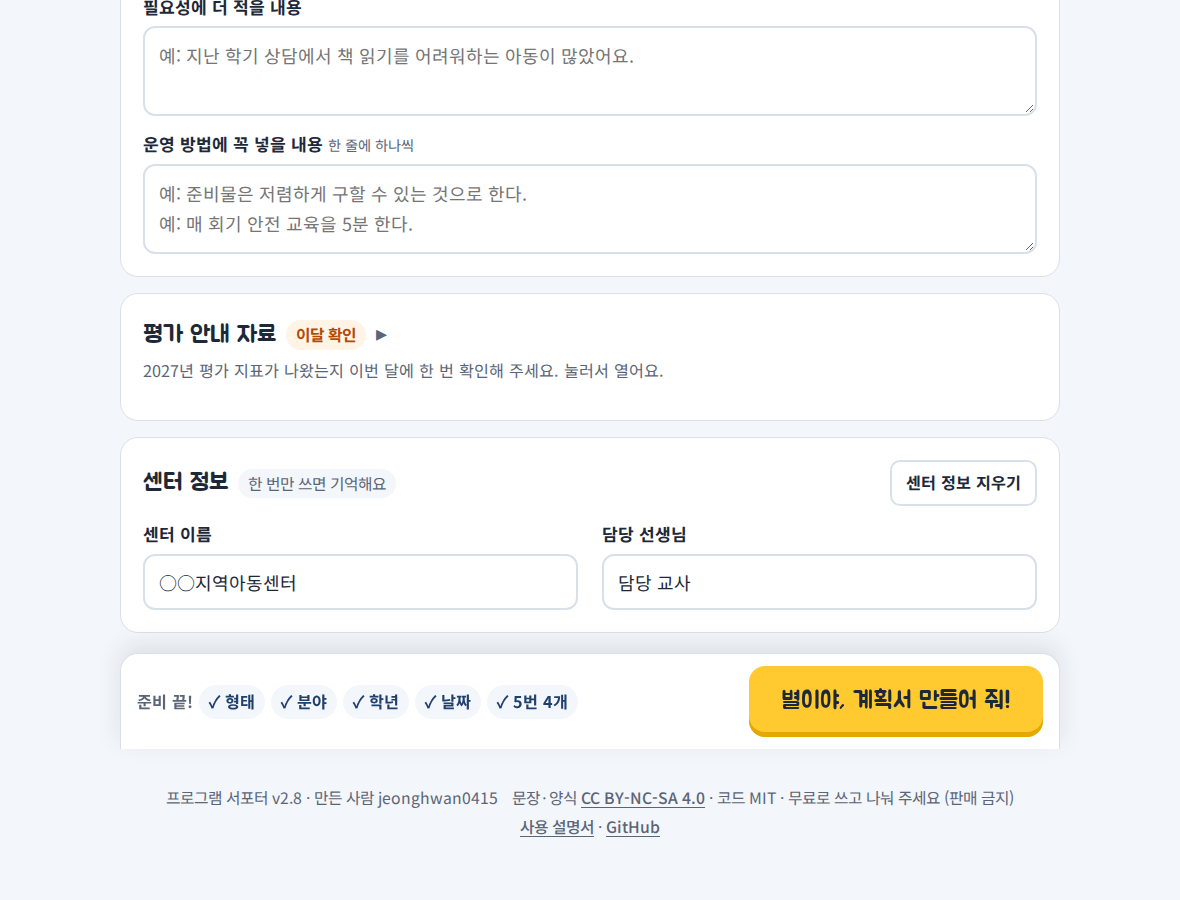 필요성에 더 적을 내용
예: 지난 학기 상담에서 책 읽기를 어려워하는 아동이 많았어요.
운영 방법에 꼭 넣을 내용 한 줄에 하나씩
예: 준비물은 저렴하게 구할 수 있는 것으로 한다.
예: 매 회기 안전 교육을 5분 한다.
평가 안내 자료 이달 확인 ▶
2027년 평가 지표가 나왔는지 이번 달에 한 번 확인해 주세요. 눌러서 열어요.
센터 정보 한 번만 쓰면 기억해요 센터 정보 지우기
센터 이름 담당 선생님
○○지역아동센터 담당 교사
준비 끝! ✓ 형태 ✓ 분야 ✓ 학년 ✓ 날짜 ✓ 5번 4개 별이야, 계획서 만들어 줘!
프로그램 서포터 v2.8 · 만든 사람 jeonghwan0415 문장·양식 CC BY-NC-SA 4.0 · 코드 MIT · 무료로 쓰고 나눠 주세요 (판매 금지)
사용 설명서 · GitHub